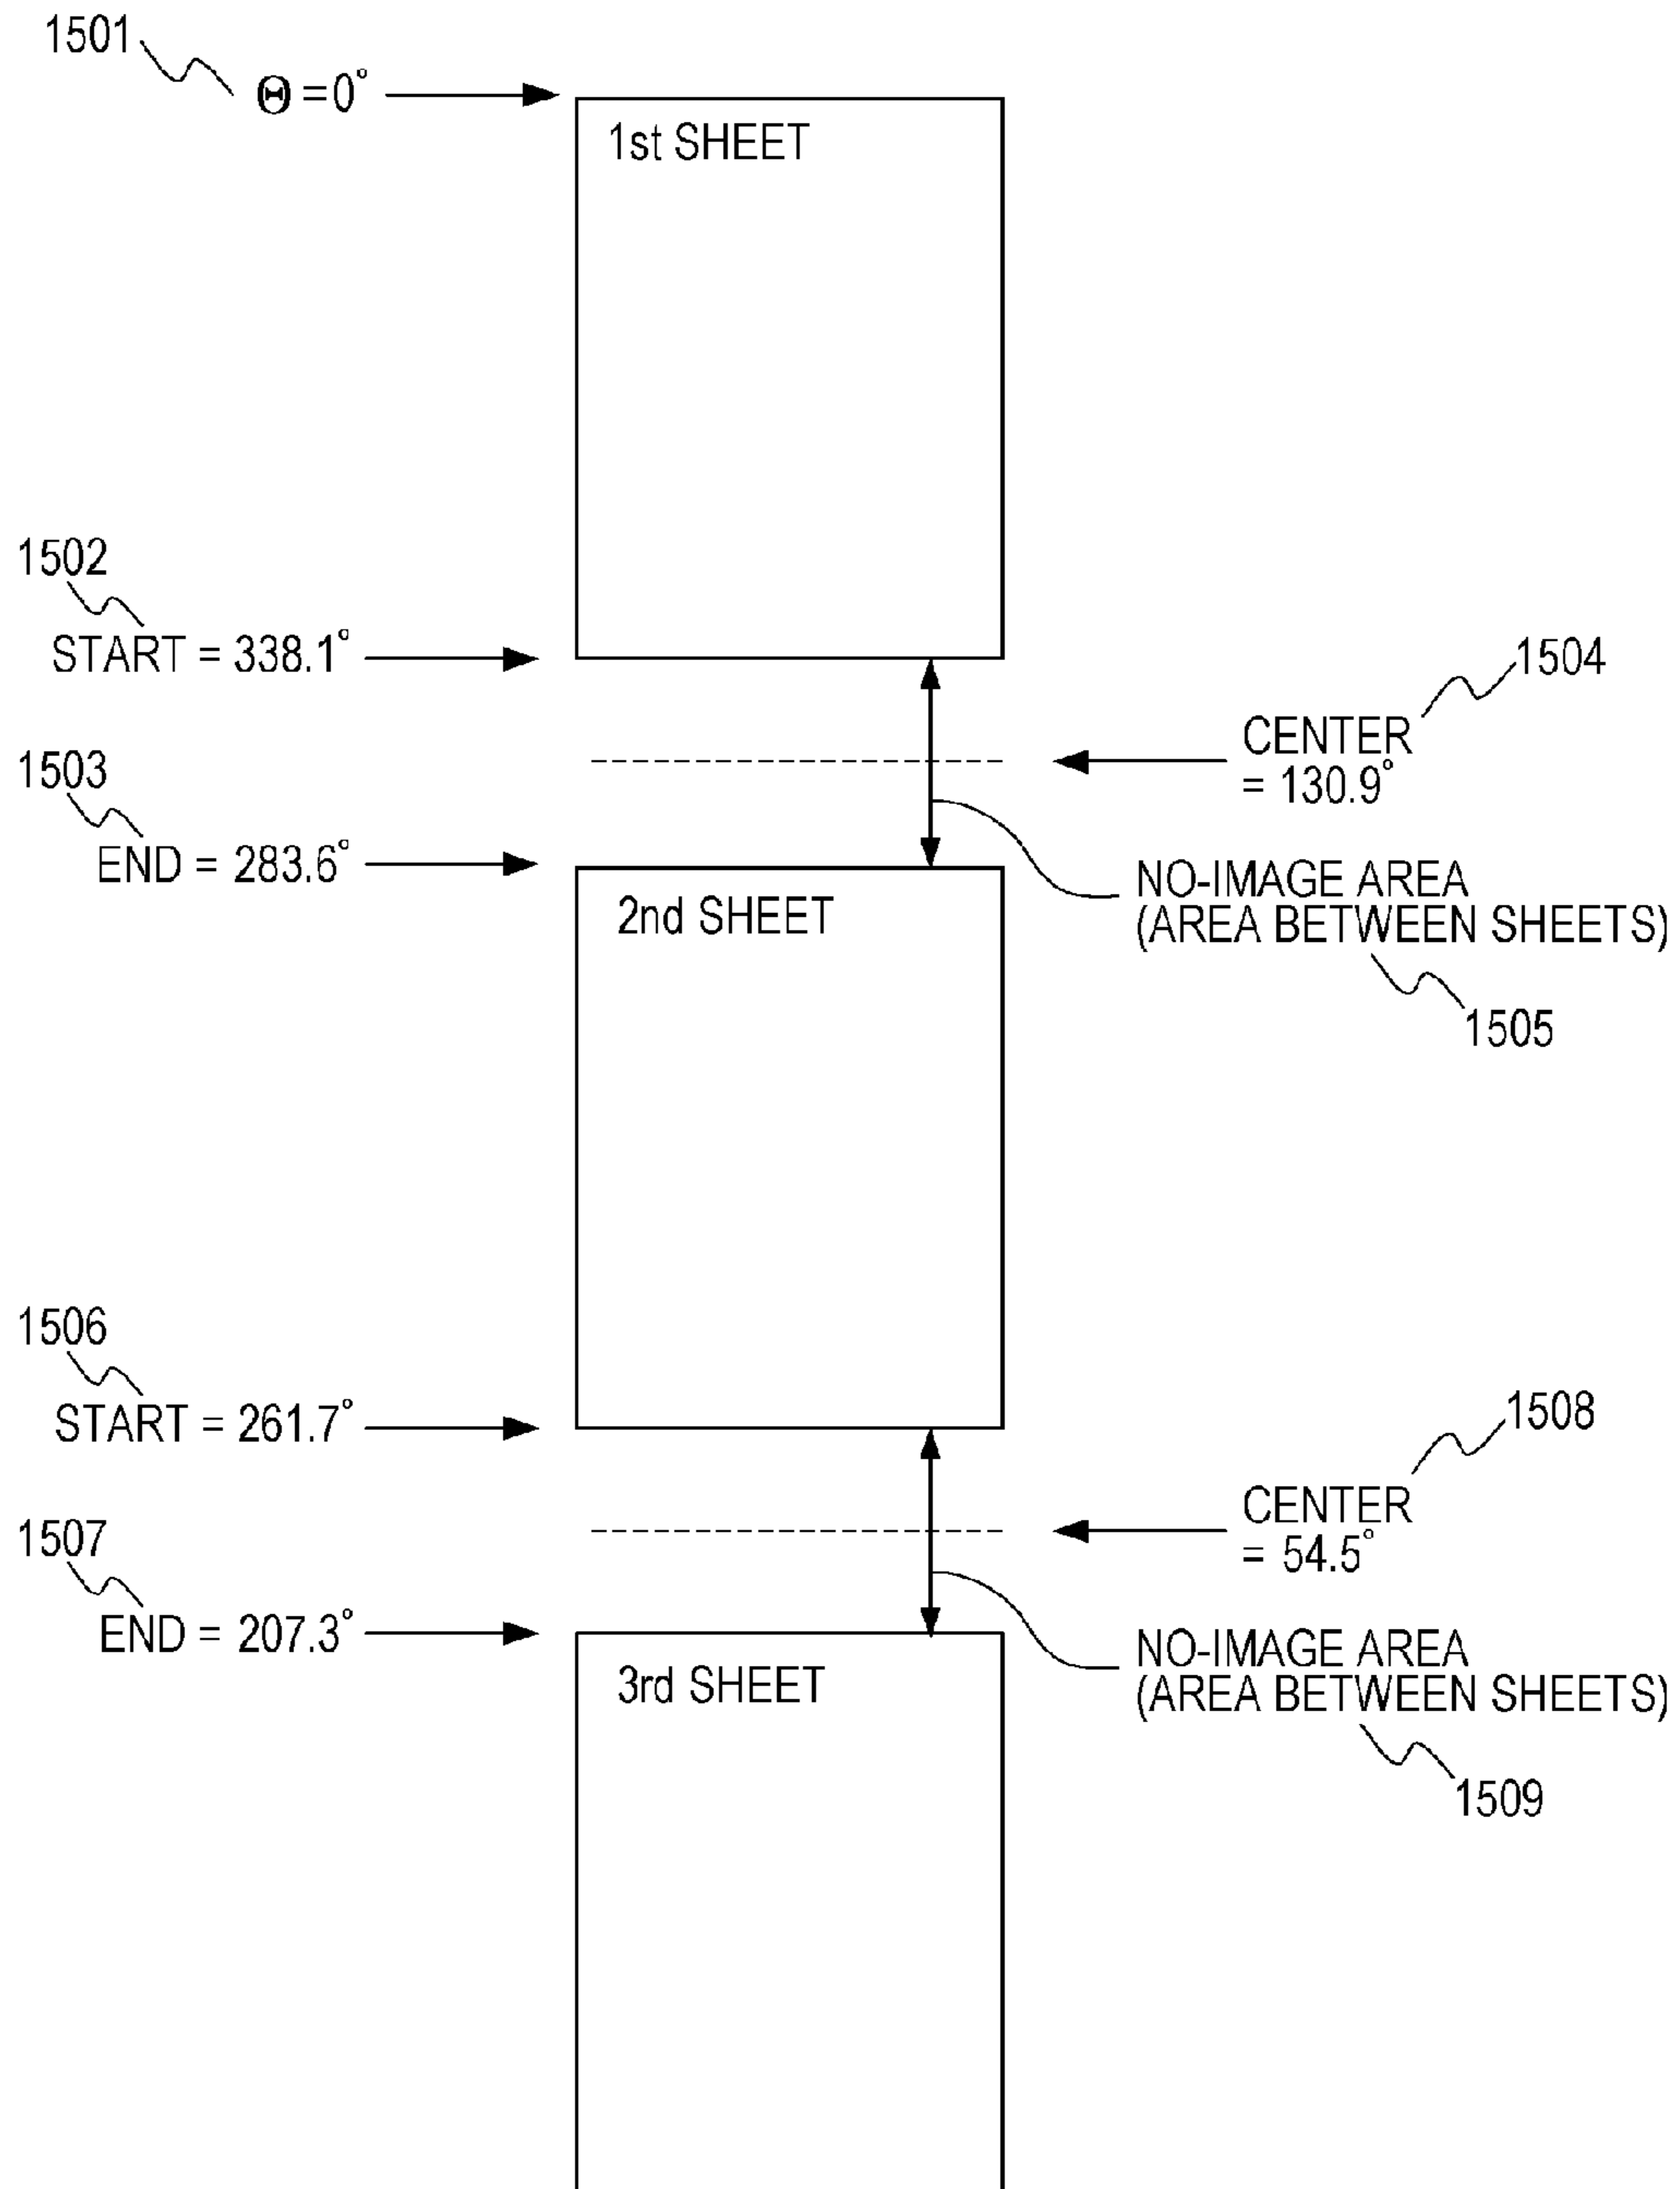 1501
Θ =0°
1st SHEET
1502
START = 338.1°
1504
CENTER
= 130.9°
1503
END = 283.6°
NO-IMAGE AREA
(AREA BETWEEN SHEETS)
2nd SHEET
1505
1506
START = 261.7°
1508
CENTER
= 54.5°
1507
END = 207.3°
NO-IMAGE AREA
(AREA BETWEEN SHEETS)
3rd SHEET
1509